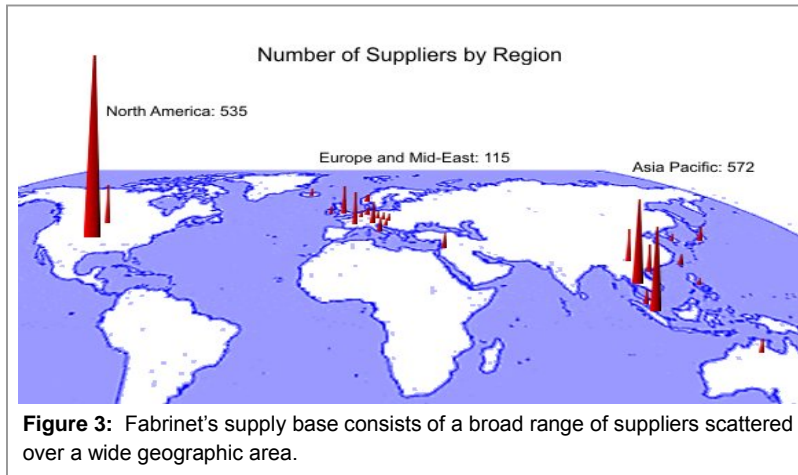 Number of Suppliers by Region
North America: 535
Europe and Mid-East: 115
Asia Pacific: 572
Figure 3: Fabrinet's supply base consists of a broad range of suppliers scattered
over a wide geographic area.